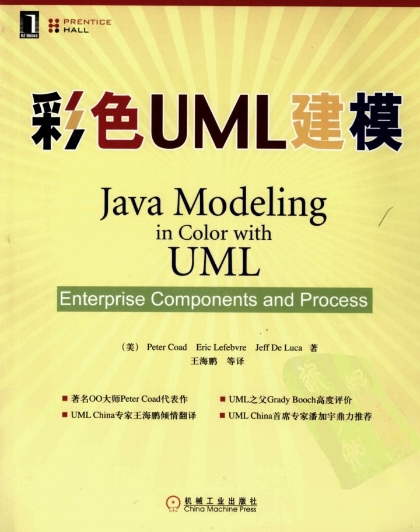 PRENTICE
HALL
彩色UML建模
Java Modeling
in Color with
UML
Enterprise Components and Process
(美) Peter Coad Eric Lefebvre Jeff De Luca 著
王海鹏 等译
•著名OO大师Peter Coad代表作
•UML之父Grady Booch高度评价
•UML China专家王海鹏倾情翻译
•UML China首席专家潘加宇鼎力推荐
机械工业出版社
China Machine Press